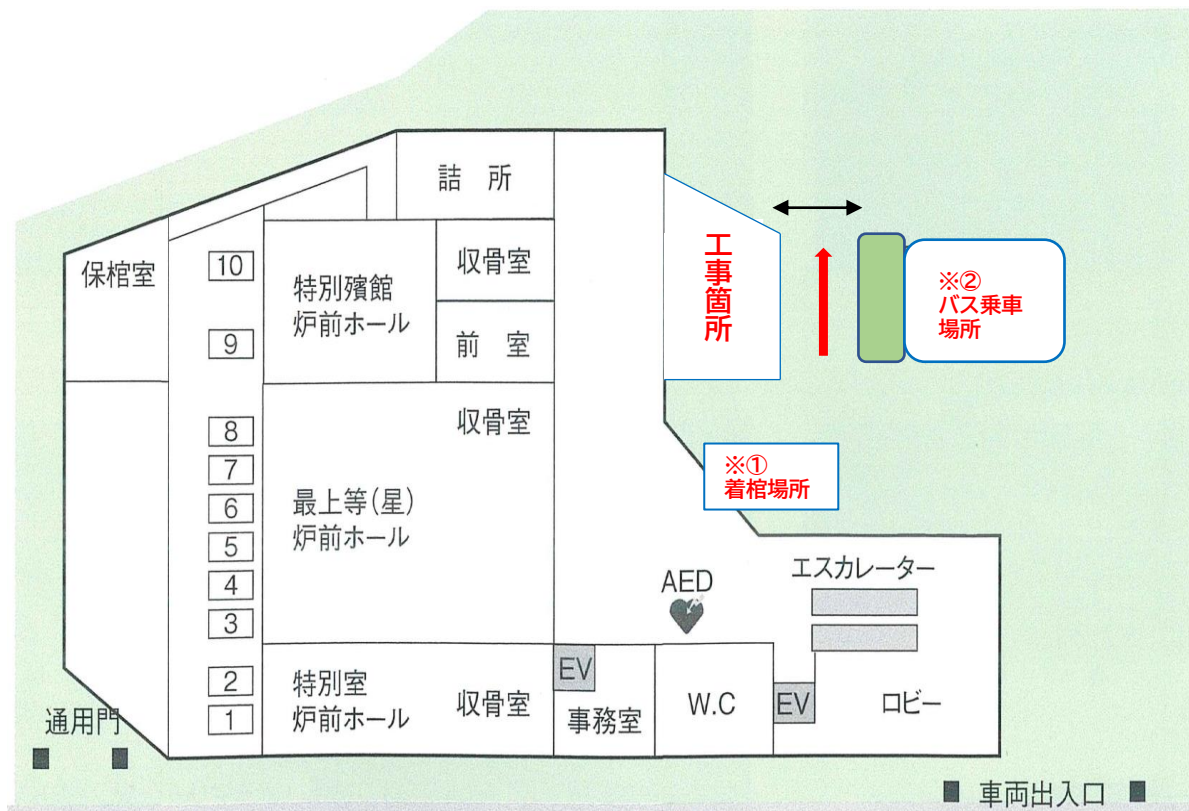 詰 所
保棺室
10
9
8
7
6
5
4
3
2
1
特別殯館
炉前ホール
収骨室
前 室
工事箇所
※②
バス乗車
場所
収骨室
最上等(星)
炉前ホール
※①
着棺場所
エスカレーター
AED
特別室
炉前ホール
収骨室
EV
事務室
W.C
EV
ロビー
通用門
車両出入口